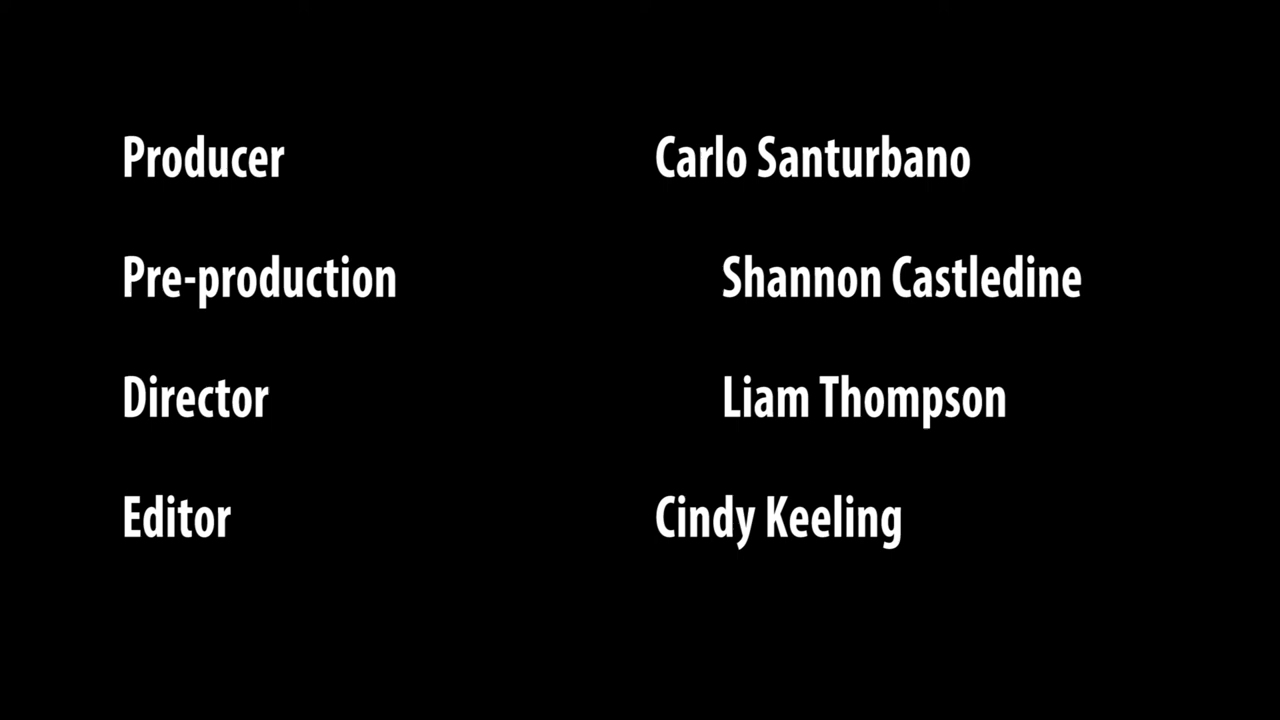 Producer Carlo Santurbano
Pre-production Shannon Castledine
Director Liam Thompson
Editor Cindy Keeling